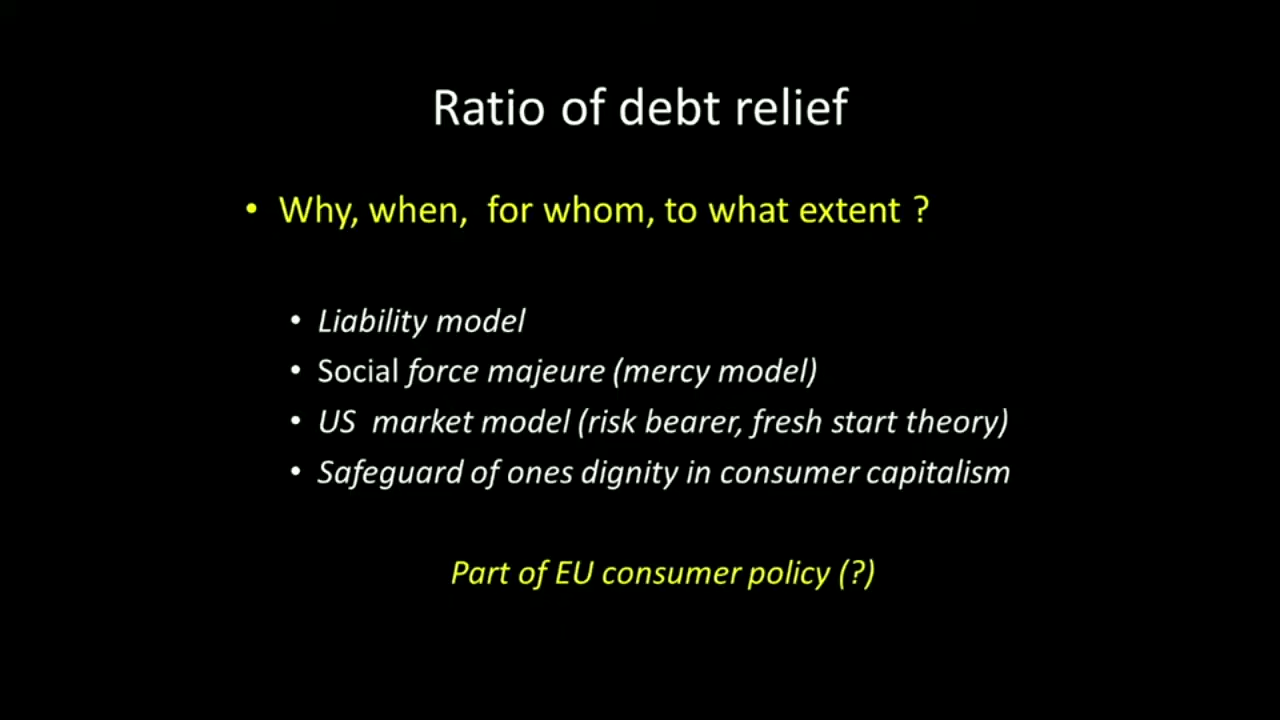 Ratio of debt relief
• Why, when,  for whom, to what extent ?
• Liability model
• Social force majeure (mercy model)
• US  market model (risk bearer, fresh start theory)
• Safeguard of ones dignity in consumer capitalism
Part of EU consumer policy (?)